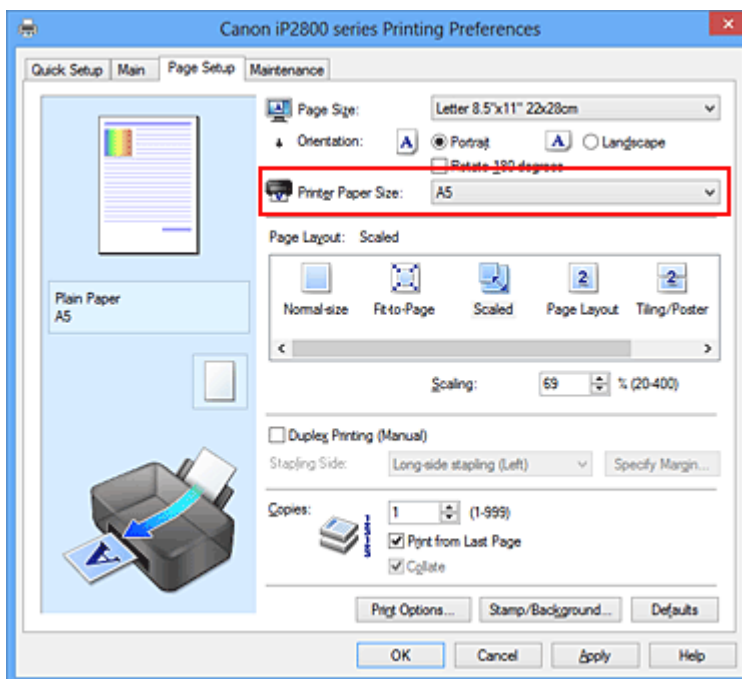 Canon iP2800 series Printing Preferences
Quick Setup Main Page Setup Maintenance
Page Size: Letter 8.5"x11" 22x28cm
Orientation: A Portrait A Landscape
Rotate 180 degrees
Printer Paper Size: A5
Page Layout: Scaled
Normal-size Fit-to-Page Scaled Page Layout Tiling/Poster
Plain Paper
A5
Scaling: 69 % (20-400)
Duplex Printing (Manual)
Stapling Side: Long-side stapling (Left) Specify Margin...
Copies: 1 (1-999)
Print from Last Page
Collate
Print Options... Stamp/Background... Defaults
OK Cancel Apply Help